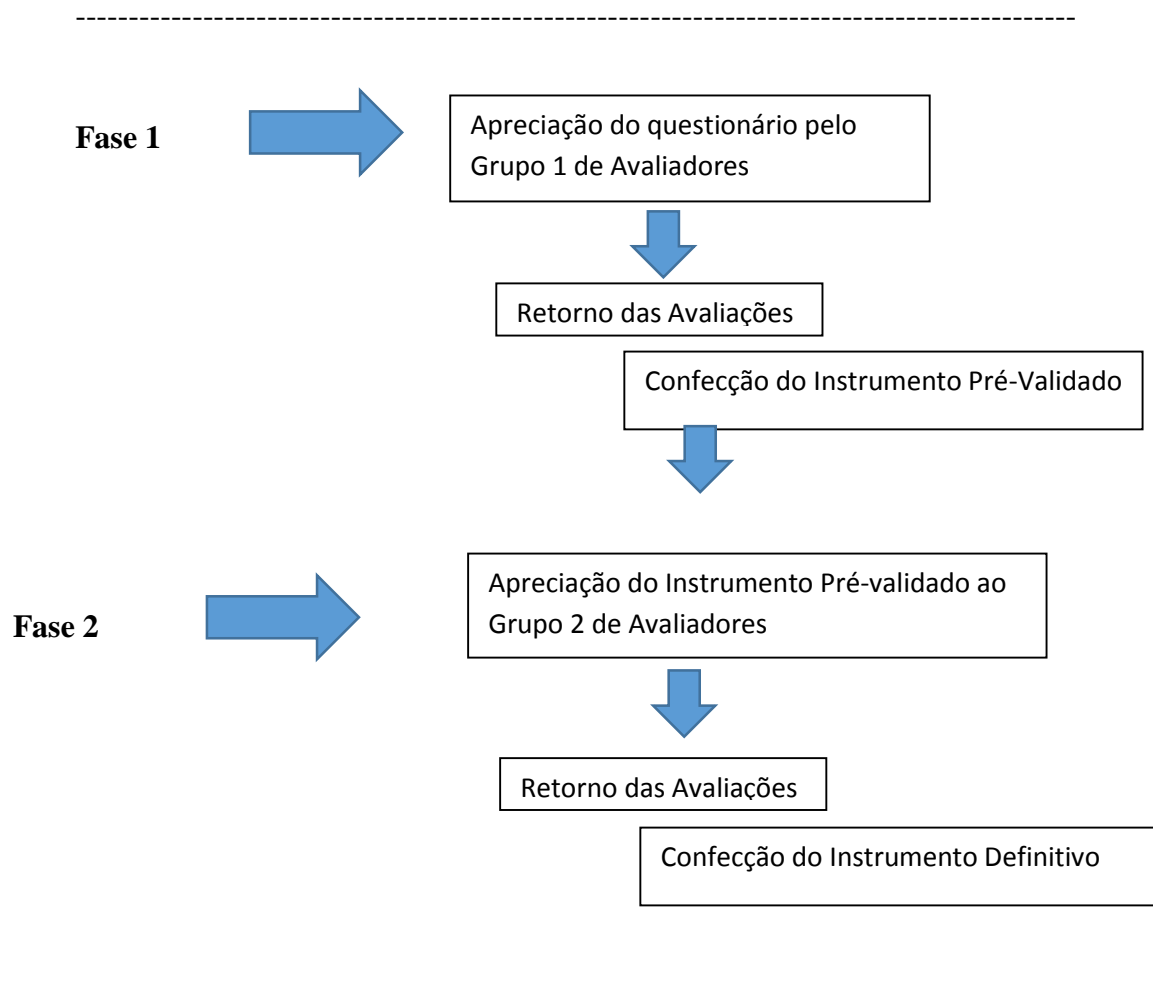 Fase 1
Apreciação do questionário pelo
Grupo 1 de Avaliadores
Retorno das Avaliações
Confecção do Instrumento Pré-Validado
Fase 2
Apreciação do Instrumento Pré-validado ao
Grupo 2 de Avaliadores
Retorno das Avaliações
Confecção do Instrumento Definitivo